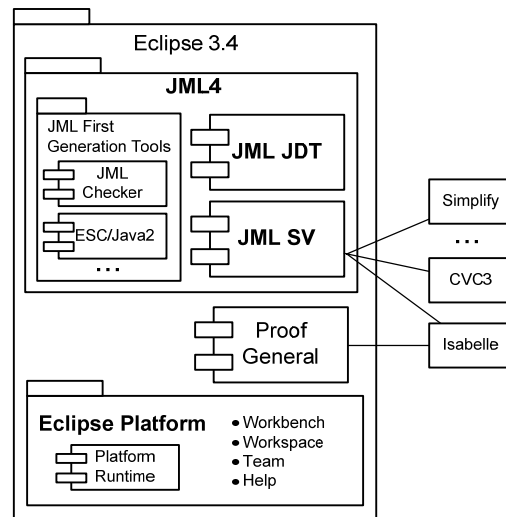 Eclipse 3.4
JML4
JML First
Generation Tools
JML
Checker
ESC/Java2
...
JML JDT
JML SV
Simplify
...
CVC3
Isabelle
Proof
General
Eclipse Platform
Platform
Runtime
• Workbench
• Workspace
• Team
• Help